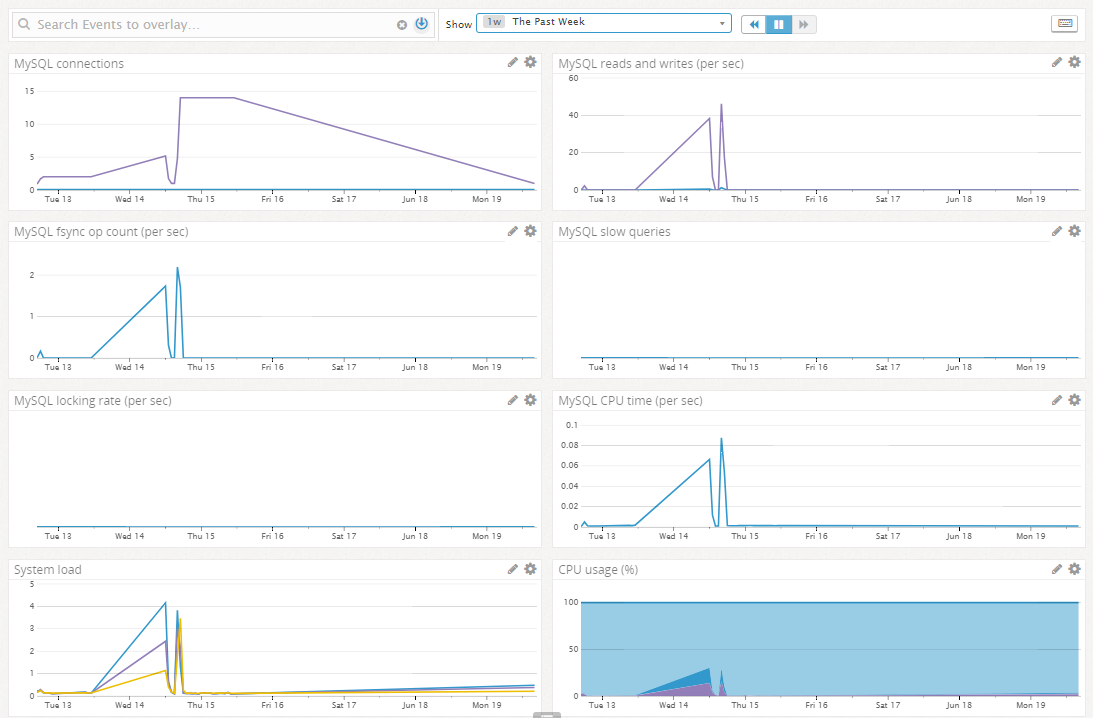 Search Events to overlay...
Show 1w The Past Week
MySQL connections
15
10
5
0
Tue 13 Wed 14 Thu 15 Fri 16 Sat 17 Jun 18 Mon 19
MySQL reads and writes (per sec)
60
40
20
0
Tue 13 Wed 14 Thu 15 Fri 16 Sat 17 Jun 18 Mon 19
MySQL fsync op count (per sec)
2
1
0
Tue 13 Wed 14 Thu 15 Fri 16 Sat 17 Jun 18 Mon 19
MySQL slow queries
Tue 13 Wed 14 Thu 15 Fri 16 Sat 17 Jun 18 Mon 19
MySQL locking rate (per sec)
Tue 13 Wed 14 Thu 15 Fri 16 Sat 17 Jun 18 Mon 19
MySQL CPU time (per sec)
0.1
0.08
0.06
0.04
0.02
0
Tue 13 Wed 14 Thu 15 Fri 16 Sat 17 Jun 18 Mon 19
System load
5
4
3
2
1
0
Tue 13 Wed 14 Thu 15 Fri 16 Sat 17 Jun 18 Mon 19
CPU usage (%)
100
50
0
Tue 13 Wed 14 Thu 15 Fri 16 Sat 17 Jun 18 Mon 19